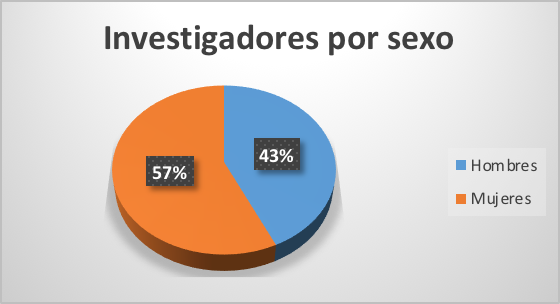 Investigadores por sexo
43%
57%
Hombres
Mujeres